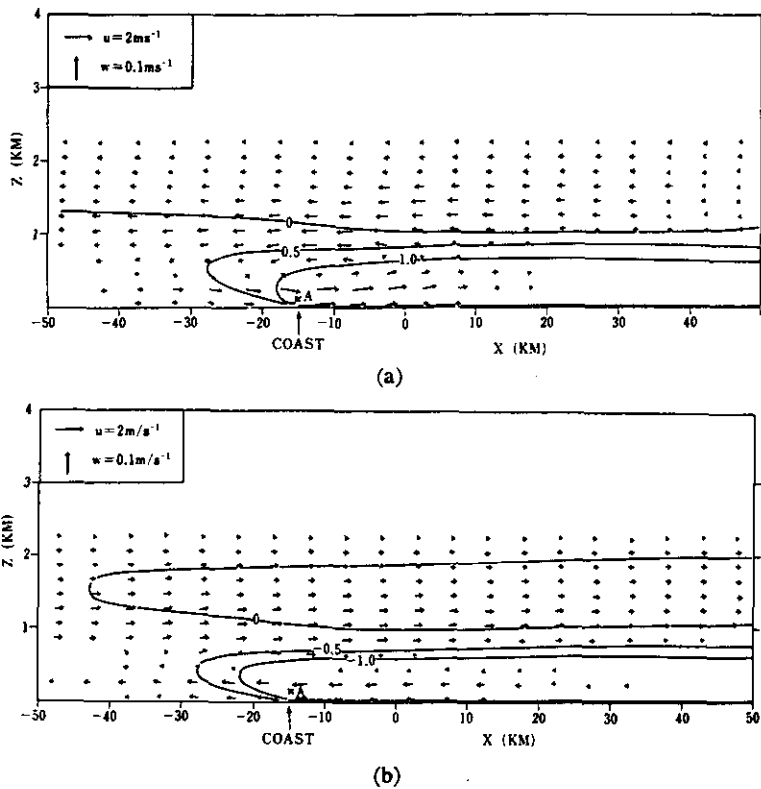 4
u=2ms⁻¹
w=0.1ms⁻¹
3
Z (KM)
2
1
0
0.5
1.0
A
-50 -40 -30 -20 -10 0 10 20 30 40
COAST
X (KM)
(a)
4
u=2m/s⁻¹
w=0.1m/s⁻¹
3
Z (KM)
2
1
0
-0.5
-1.0
A
-50 -40 -30 -20 -10 0 10 20 30 40 50
COAST
X (KM)
(b)